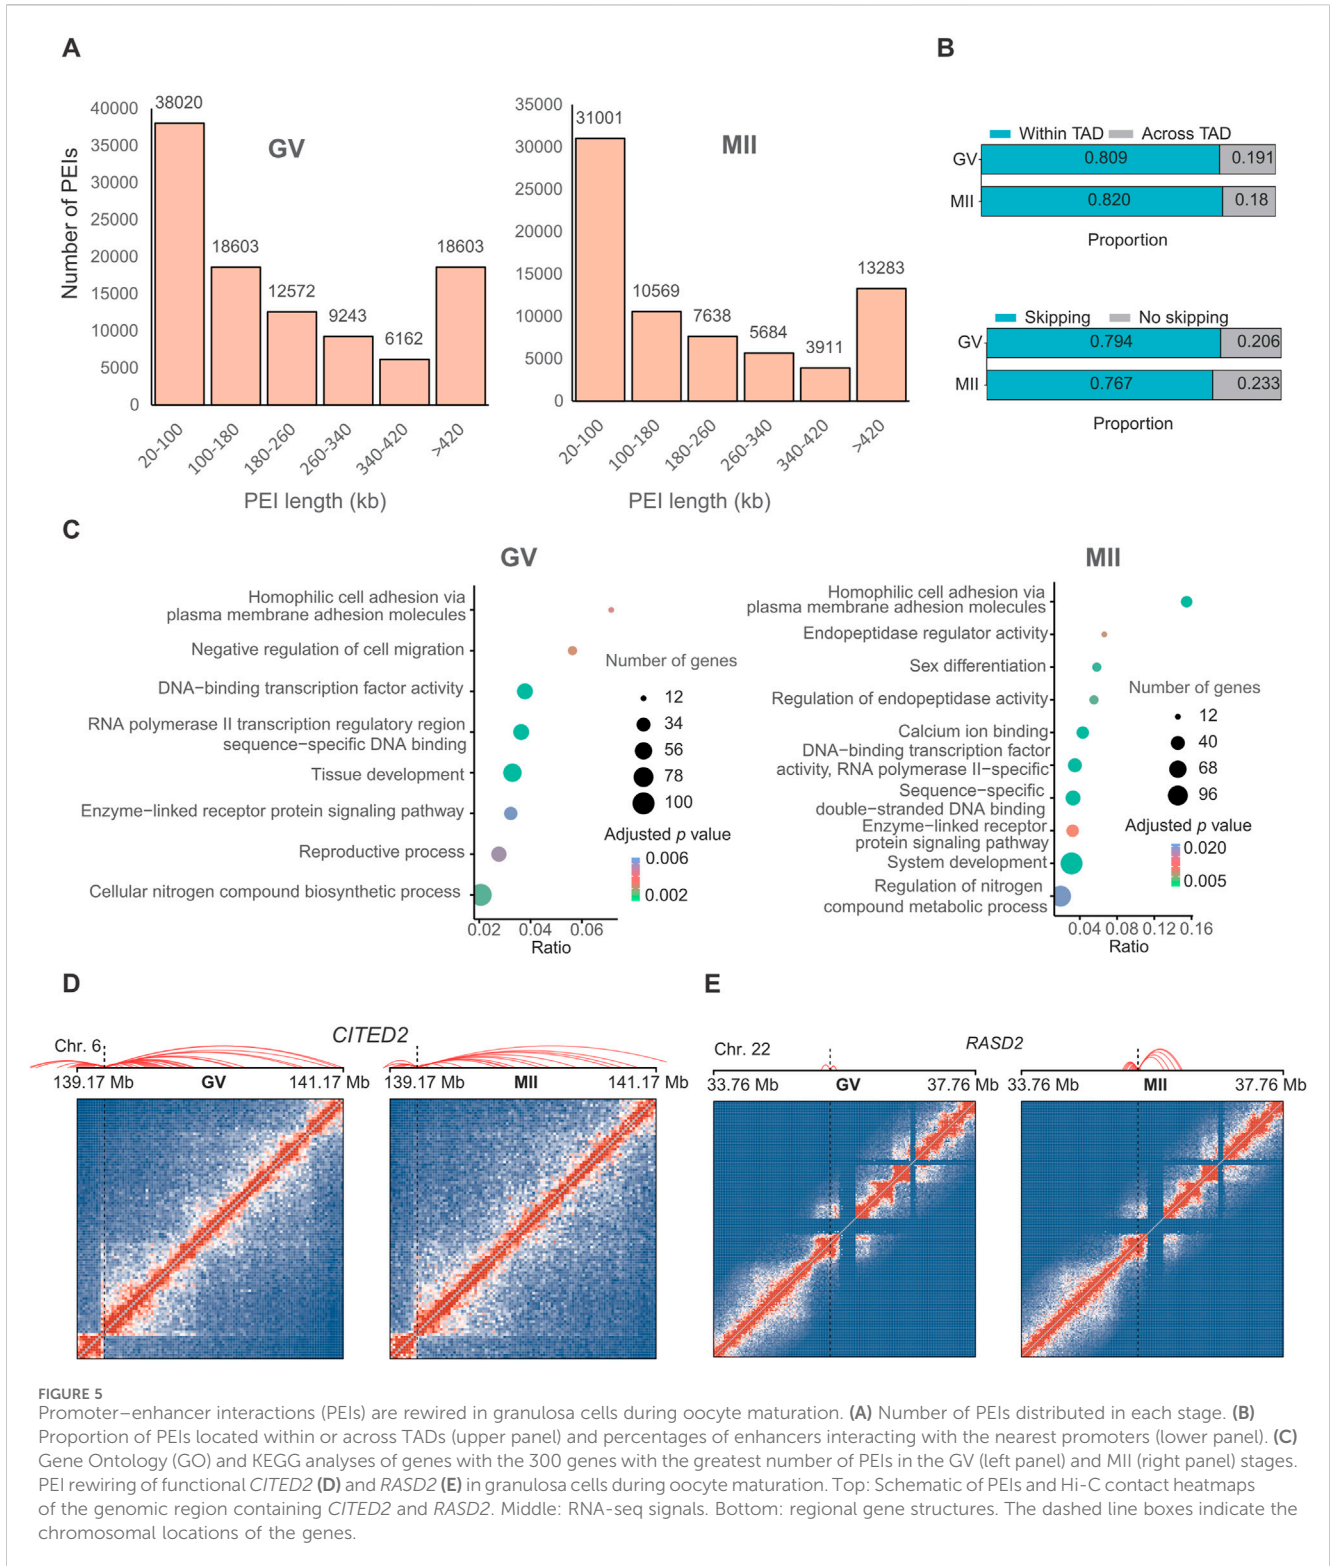 A
GV
Number of PEIs
40000
35000
30000
25000
20000
15000
10000
5000
0
38020
18603
12572
9243
6162
18603
20-100
100-180
180-260
260-340
340-420
>420
PEI length (kb)
MII
35000
30000
25000
20000
15000
10000
5000
0
31001
10569
7638
5684
3911
13283
20-100
100-180
180-260
260-340
340-420
>420
PEI length (kb)
B
Within TAD Across TAD
GV 0.809 0.191
MII 0.820 0.18
Proportion
Skipping No skipping
GV 0.794 0.206
MII 0.767 0.233
Proportion
C
GV
Homophilic cell adhesion via
plasma membrane adhesion molecules
Negative regulation of cell migration
DNA−binding transcription factor activity
RNA polymerase II transcription regulatory region
sequence−specific DNA binding
Tissue development
Enzyme−linked receptor protein signaling pathway
Reproductive process
Cellular nitrogen compound biosynthetic process
0.02 0.04 0.06
Ratio
Number of genes
12
34
56
78
100
Adjusted p value
0.006
0.002
MII
Homophilic cell adhesion via
plasma membrane adhesion molecules
Endopeptidase regulator activity
Sex differentiation
Regulation of endopeptidase activity
Calcium ion binding
DNA−binding transcription factor
activity, RNA polymerase II−specific
Sequence−specific
double−stranded DNA binding
Enzyme−linked receptor
protein signaling pathway
System development
Regulation of nitrogen
compound metabolic process
0.04 0.08 0.12 0.16
Ratio
Number of genes
12
40
68
96
Adjusted p value
0.020
0.005
D
CITED2
Chr. 6
139.17 Mb GV 141.17 Mb
139.17 Mb MII 141.17 Mb
E
RASD2
Chr. 22
33.76 Mb GV 37.76 Mb
33.76 Mb MII 37.76 Mb
FIGURE 5
Promoter–enhancer interactions (PEIs) are rewired in granulosa cells during oocyte maturation. (A) Number of PEIs distributed in each stage. (B)
Proportion of PEIs located within or across TADs (upper panel) and percentages of enhancers interacting with the nearest promoters (lower panel). (C)
Gene Ontology (GO) and KEGG analyses of genes with the 300 genes with the greatest number of PEIs in the GV (left panel) and MII (right panel) stages.
PEI rewiring of functional CITED2 (D) and RASD2 (E) in granulosa cells during oocyte maturation. Top: Schematic of PEIs and Hi-C contact heatmaps
of the genomic region containing CITED2 and RASD2. Middle: RNA-seq signals. Bottom: regional gene structures. The dashed line boxes indicate the
chromosomal locations of the genes.